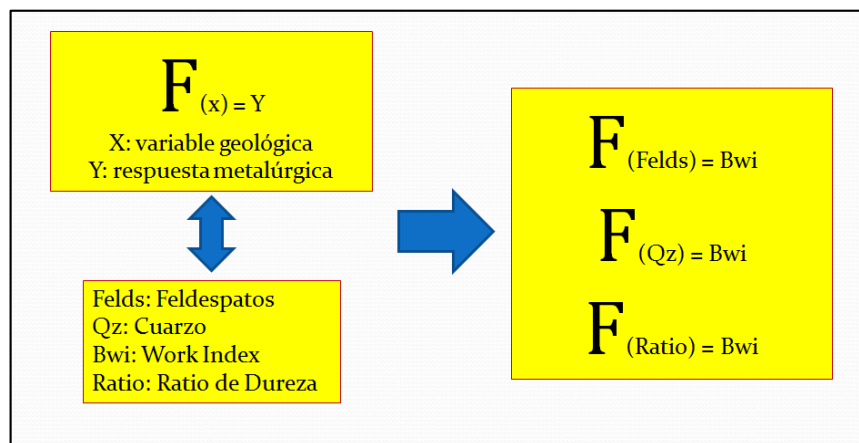 F(x) = Y
X: variable geológica
Y: respuesta metalúrgica
Felds: Feldespatos
Qz: Cuarzo
Bwi: Work Index
Ratio: Ratio de Dureza
F(Felds) = Bwi
F(Qz) = Bwi
F(Ratio) = Bwi